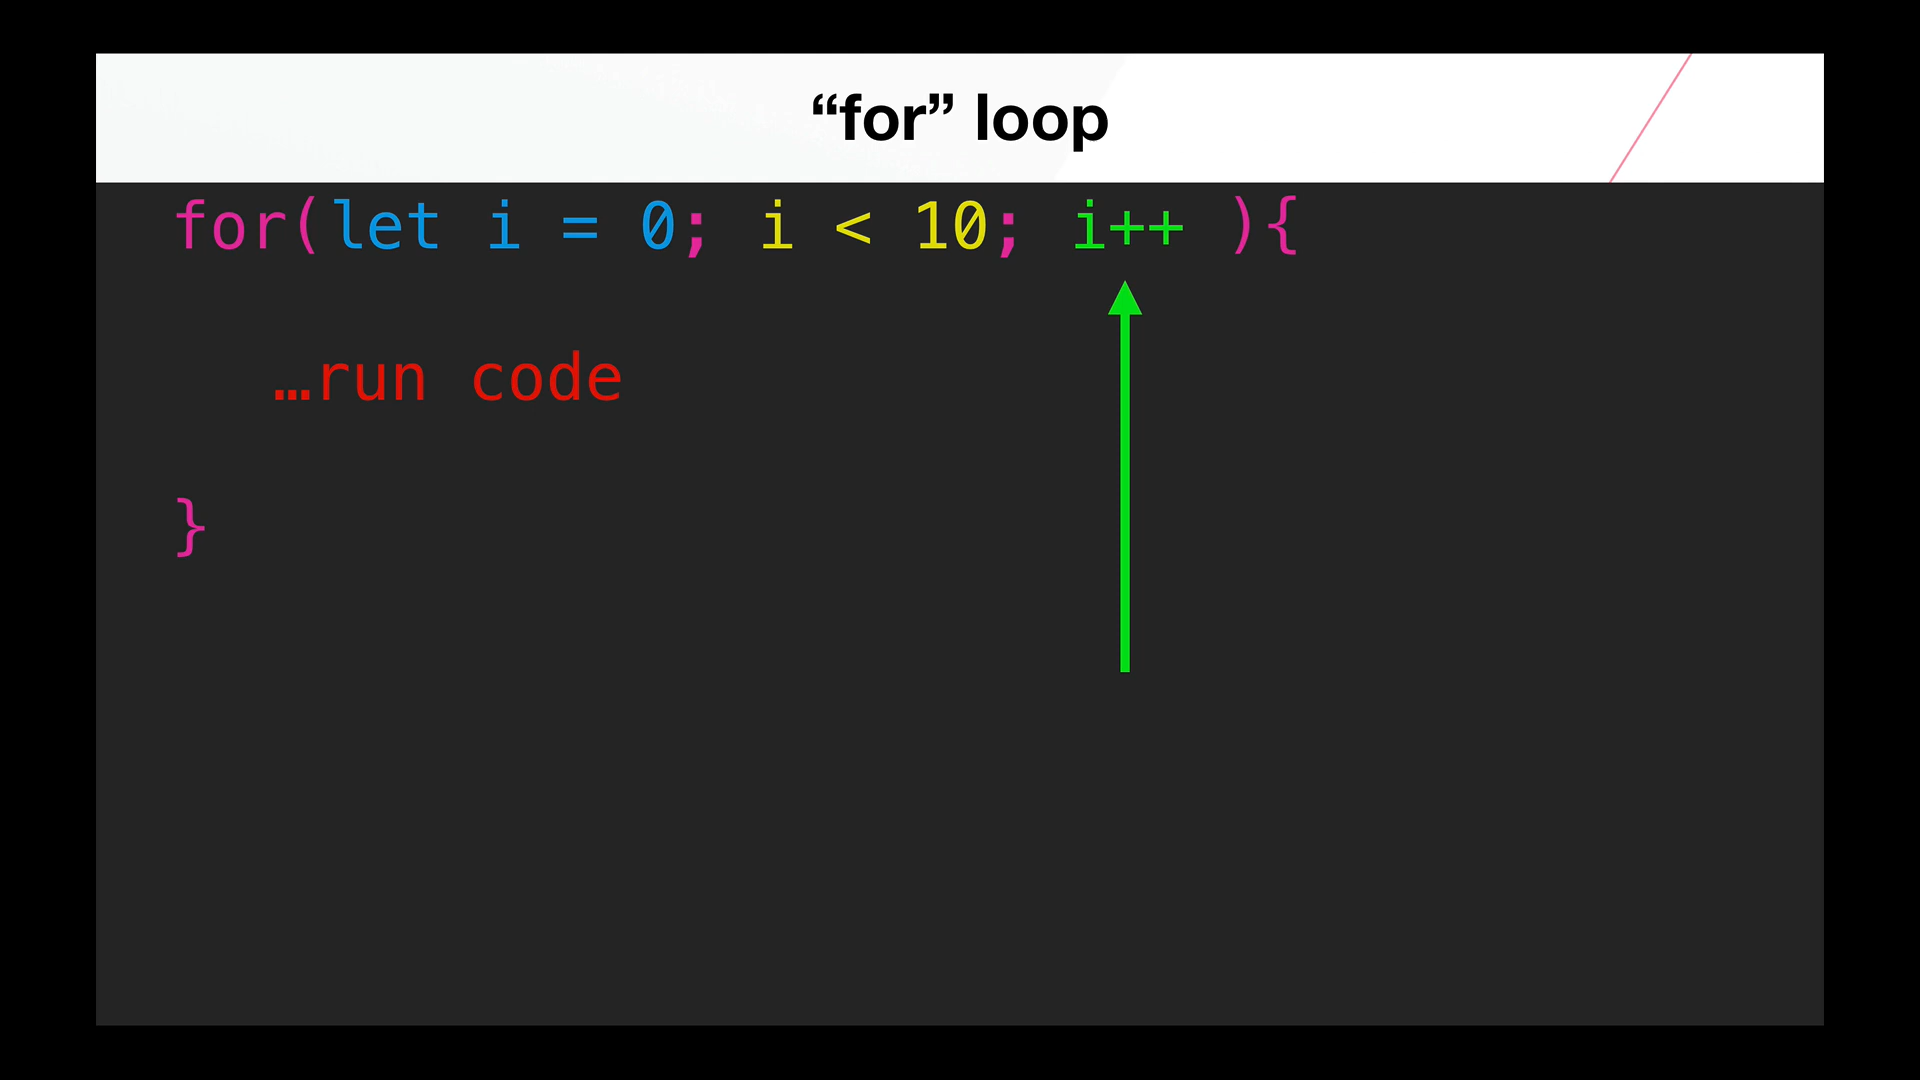 “for” loop
for(let i = 0; i < 10; i++ ){
…run code
}